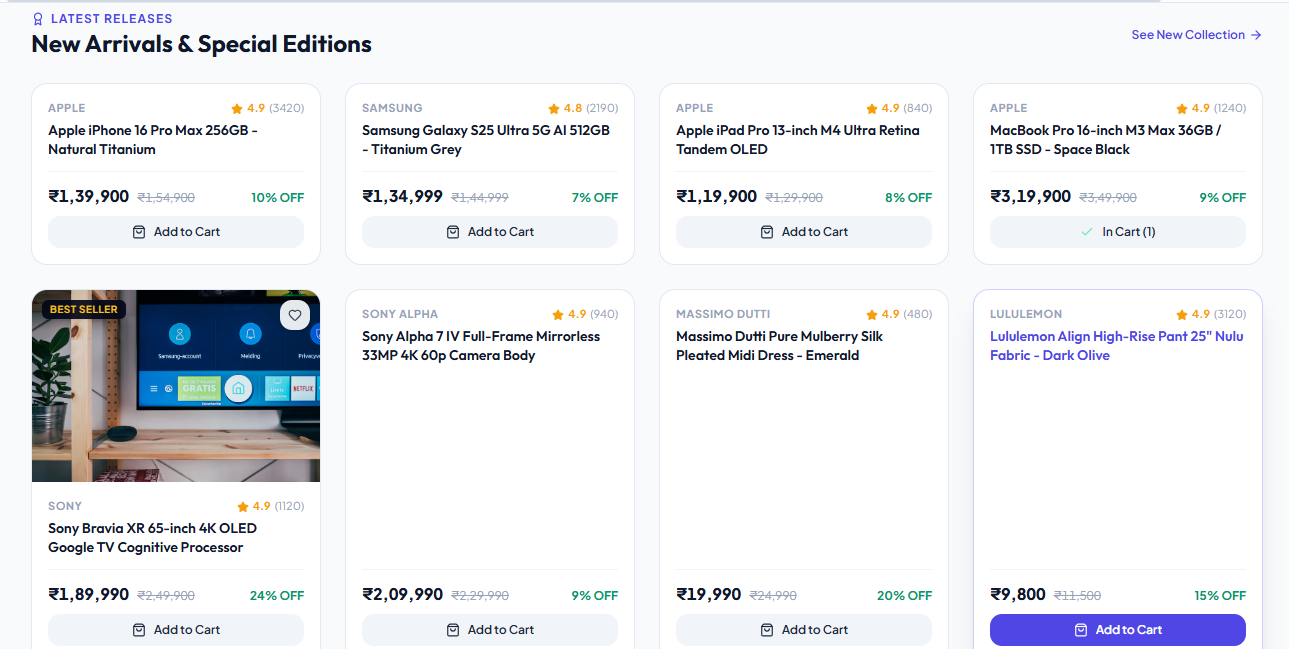 LATEST RELEASES
New Arrivals & Special Editions
See New Collection →
APPLE ★ 4.9 (3420)
Apple iPhone 16 Pro Max 256GB -
Natural Titanium
₹1,39,900 ₹1,54,900 10% OFF
Add to Cart
SAMSUNG ★ 4.8 (2190)
Samsung Galaxy S25 Ultra 5G AI 512GB
- Titanium Grey
₹1,34,999 ₹1,44,999 7% OFF
Add to Cart
APPLE ★ 4.9 (840)
Apple iPad Pro 13-inch M4 Ultra Retina
Tandem OLED
₹1,19,900 ₹1,29,900 8% OFF
Add to Cart
APPLE ★ 4.9 (1240)
MacBook Pro 16-inch M3 Max 36GB /
1TB SSD - Space Black
₹3,19,900 ₹3,49,900 9% OFF
In Cart (1)
BEST SELLER
Samsung-account
Melding
GRATIS
NETFLIX
SONY ★ 4.9 (1120)
Sony Bravia XR 65-inch 4K OLED
Google TV Cognitive Processor
₹1,89,990 ₹2,49,900 24% OFF
Add to Cart
SONY ALPHA ★ 4.9 (940)
Sony Alpha 7 IV Full-Frame Mirrorless
33MP 4K 60p Camera Body
₹2,09,990 ₹2,29,990 9% OFF
Add to Cart
MASSIMO DUTTI ★ 4.9 (480)
Massimo Dutti Pure Mulberry Silk
Pleated Midi Dress - Emerald
₹19,990 ₹24,990 20% OFF
Add to Cart
LULULEMON ★ 4.9 (3120)
Lululemon Align High-Rise Pant 25" Nulu
Fabric - Dark Olive
₹9,800 ₹11,500 15% OFF
Add to Cart